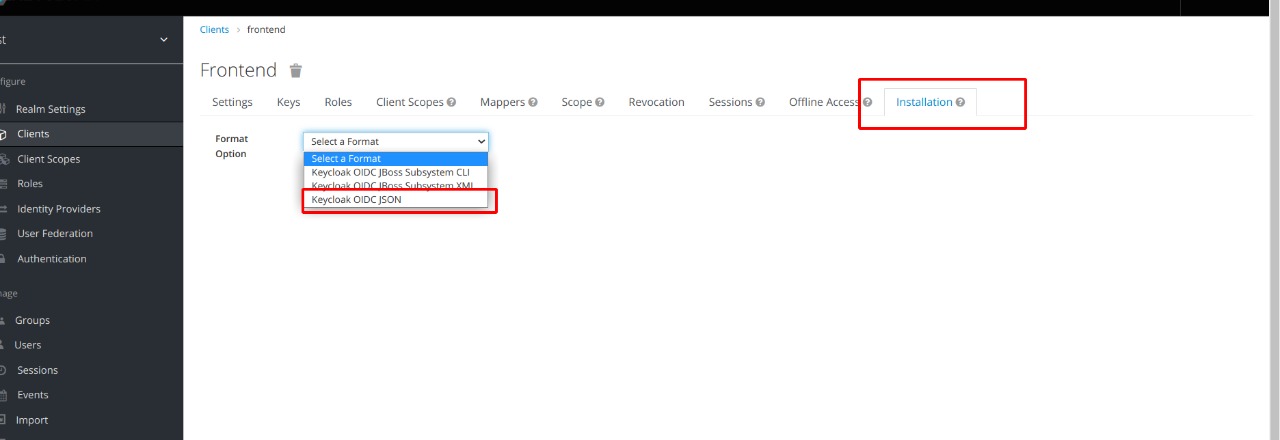 Clients > frontend
Frontend
Settings Keys Roles Client Scopes Mappers Scope Revocation Sessions Offline Access Installation
Format Option
Select a Format
Select a Format
Keycloak OIDC JBoss Subsystem CLI
Keycloak OIDC JBoss Subsystem XML
Keycloak OIDC JSON
st
figure
Realm Settings
Clients
Client Scopes
Roles
Identity Providers
User Federation
Authentication
nage
Groups
Users
Sessions
Events
Import